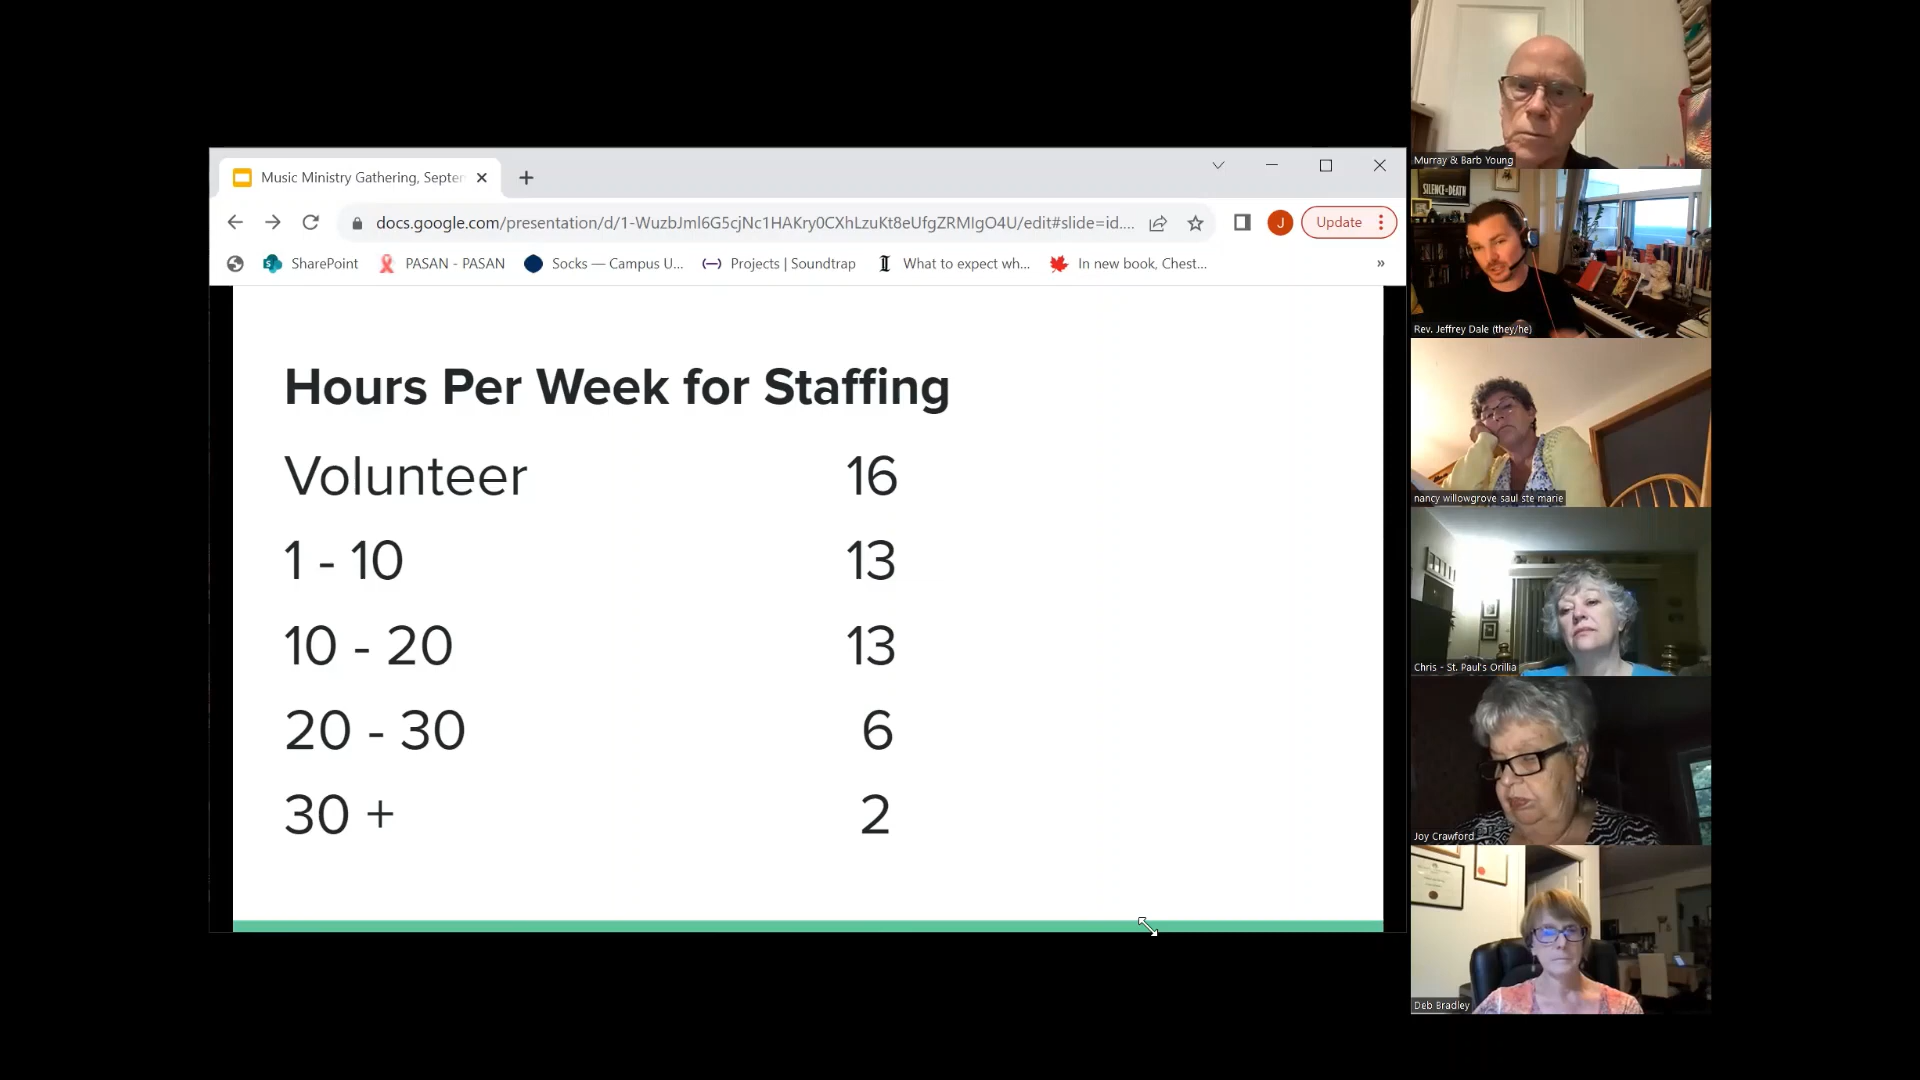 Music Ministry Gathering, Septer
docs.google.com/presentation/d/1-WuzbJml6G5cjNc1HAKry0CXhLzuKt8eUfgZRMIgO4U/edit#slide=id....
J
Update
SharePoint
PASAN - PASAN
Socks — Campus U...
Projects | Soundtrap
What to expect wh...
In new book, Chest...
»
Hours Per Week for Staffing
Volunteer 16
1 - 10 13
10 - 20 13
20 - 30 6
30 + 2
Murray & Barb Young
SILENCE=DEATH
Rev. Jeffrey Dale (they/he)
nancy willowgrove saul ste marie
Chris - St. Paul's Orillia
Joy Crawford
Deb Bradley